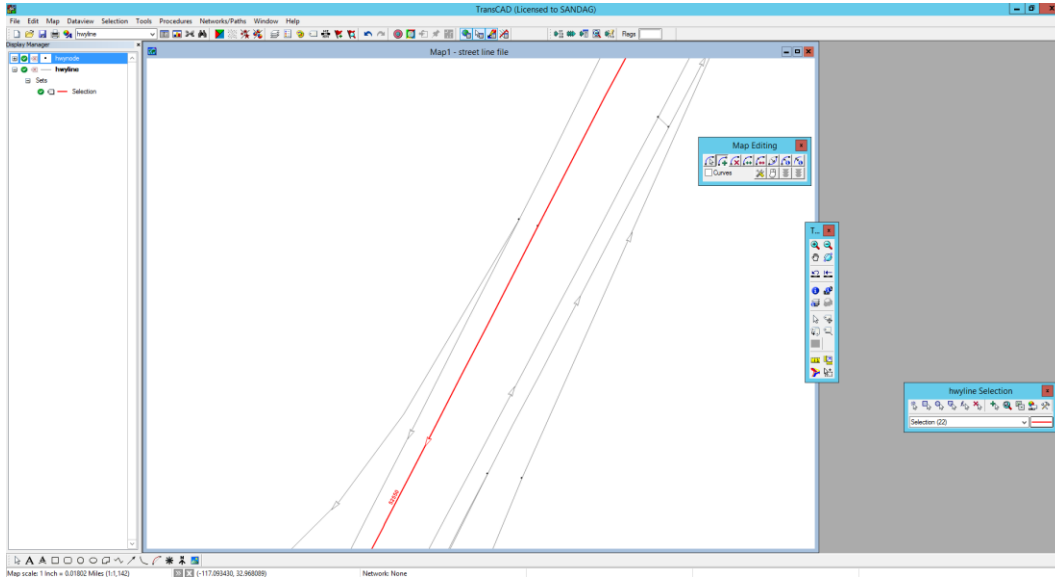 TransCAD (Licensed to SANDAG)
File Edit Map Dataview Selection Tools Procedures Networks/Paths Window Help
hwyline
Flags
Display Manager
Map1 - street line file
hwynode
hwyline
Sets
Selection
Map Editing
Curves
T...
hwyline Selection
Selection (22)
Map scale: 1 Inch = 0.01802 Miles (1:1,142)
(-117.093430, 32.968089)
Network: None